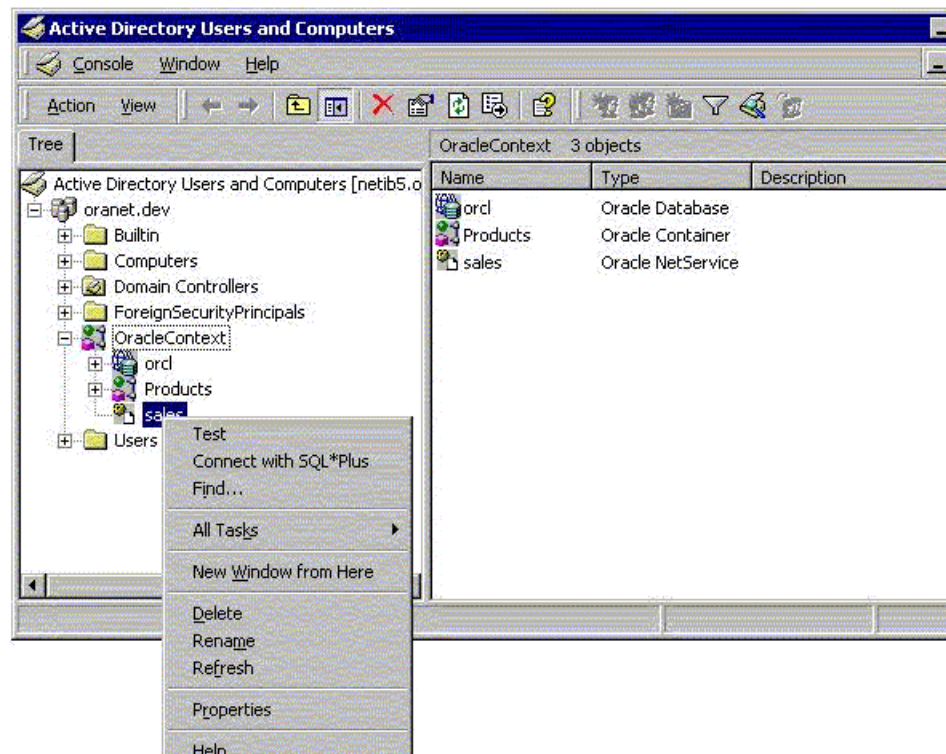 Active Directory Users and Computers
Console Window Help
Action View
Tree
OracleContext 3 objects
Active Directory Users and Computers [netib5.o
Name Type Description
oranet.dev
orcl Oracle Database
Builtin
Products Oracle Container
Computers
sales Oracle NetService
Domain Controllers
ForeignSecurityPrincipals
OracleContext
orcl
Products
sales
Users
Test
Connect with SQL*Plus
Find...
All Tasks
New Window from Here
Delete
Rename
Refresh
Properties
Help